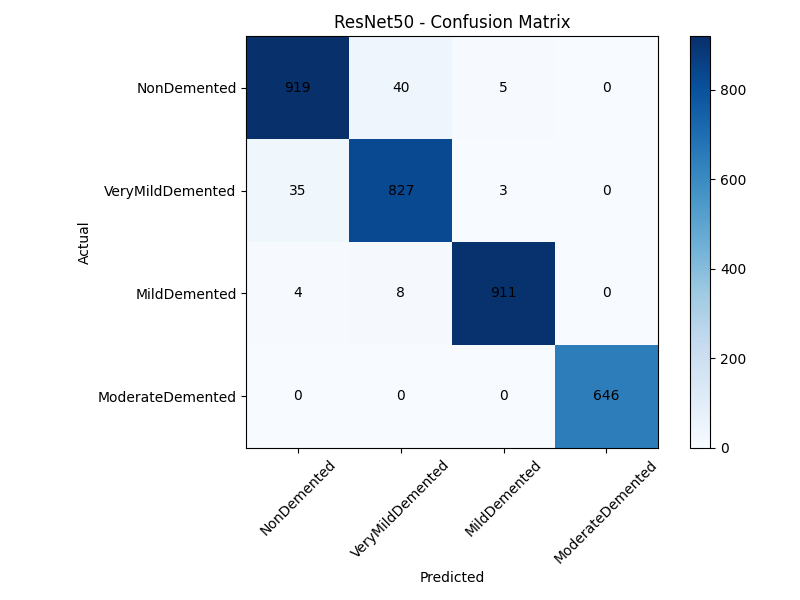 ResNet50 - Confusion Matrix
NonDemented 919 40 5 0
VeryMildDemented 35 827 3 0
MildDemented 4 8 911 0
ModerateDemented 0 0 0 646
Actual
NonDemented VeryMildDemented MildDemented ModerateDemented
Predicted
800
600
400
200
0